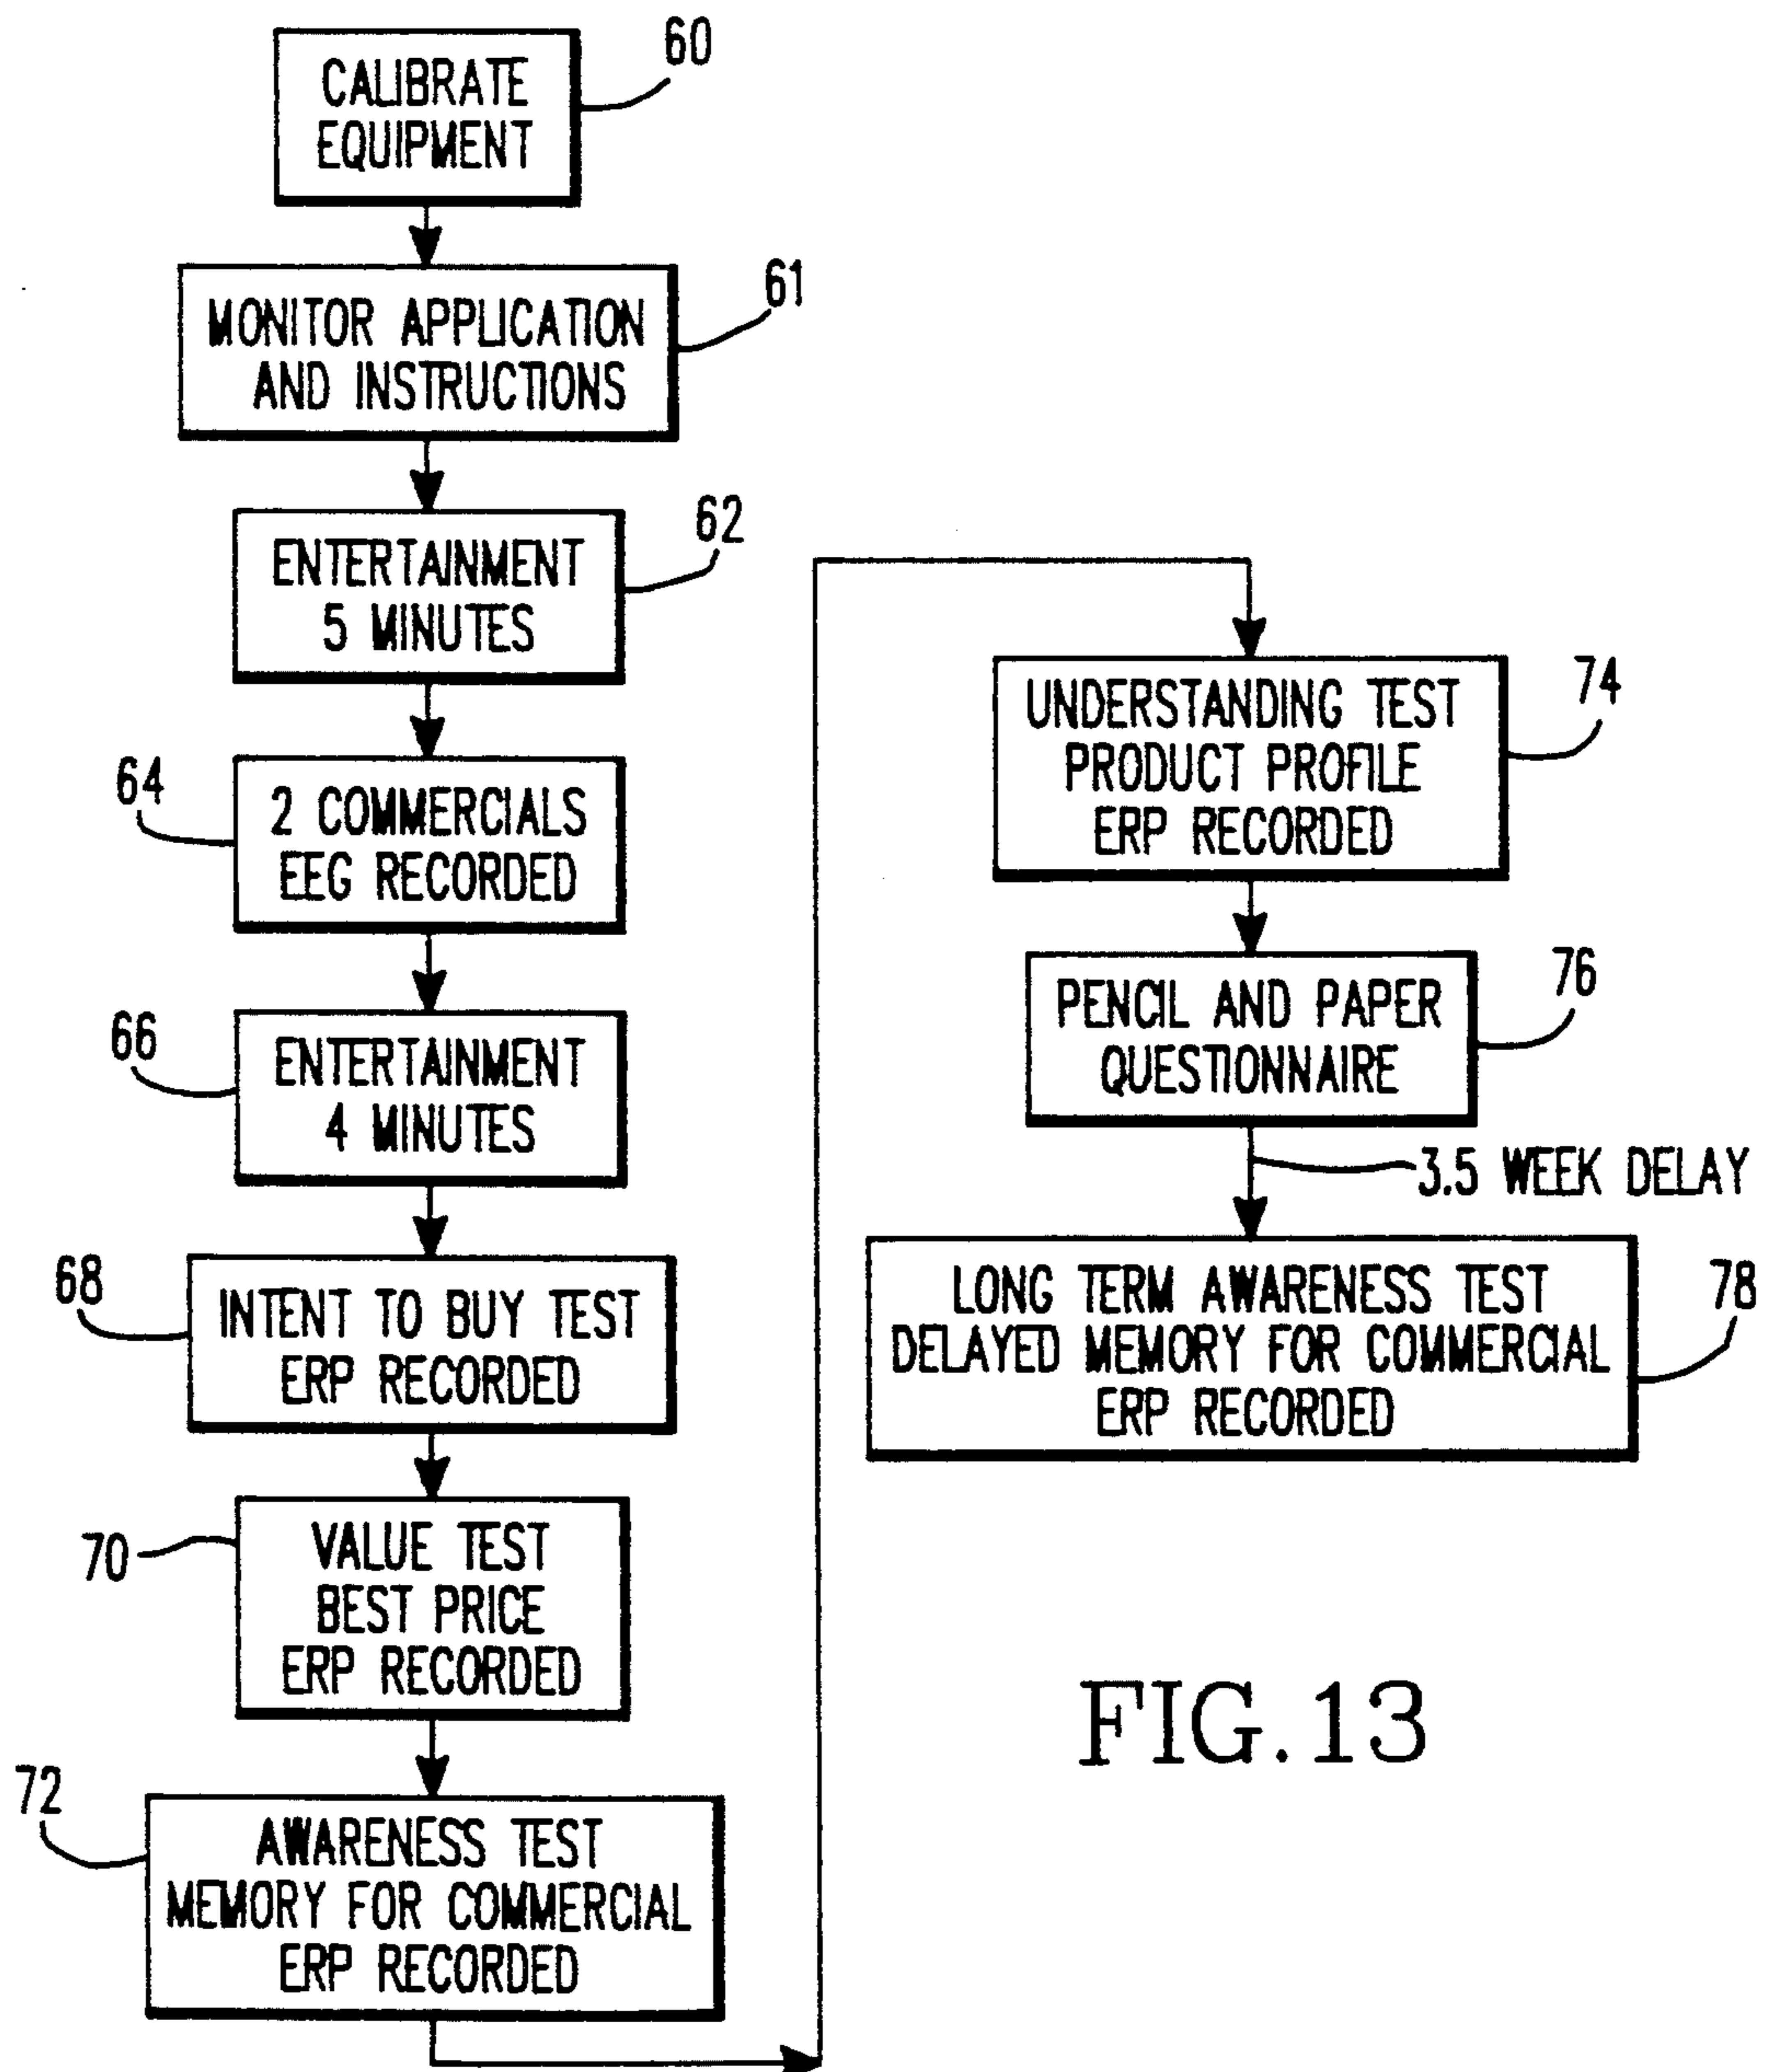 CALIBRATE
EQUIPMENT
60
MONITOR APPLICATION
AND INSTRUCTIONS
61
ENTERTAINMENT
5 MINUTES
62
2 COMMERCIALS
EEG RECORDED
64
ENTERTAINMENT
4 MINUTES
66
INTENT TO BUY TEST
ERP RECORDED
68
VALUE TEST
BEST PRICE
ERP RECORDED
70
AWARENESS TEST
MEMORY FOR COMMERCIAL
ERP RECORDED
72
UNDERSTANDING TEST
PRODUCT PROFILE
ERP RECORDED
74
PENCIL AND PAPER
QUESTIONNAIRE
76
3.5 WEEK DELAY
LONG TERM AWARENESS TEST
DELAYED MEMORY FOR COMMERCIAL
ERP RECORDED
78
FIG.13